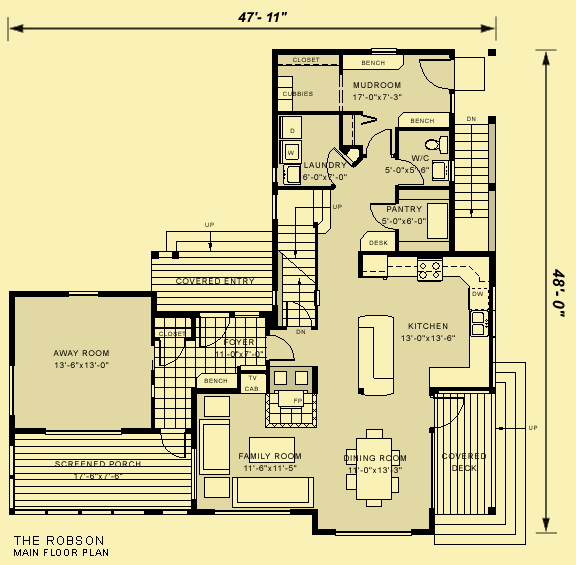 47'- 11"
CLOSET
BENCH
MUDROOM
17'-0"x7'-3"
CUBBIES
BENCH
DN
D
W
LAUNDRY
6'-0"x7'-0"
W/C
5'-0"x5'-6"
UP
PANTRY
5'-0"x6'-0"
DESK
UP
COVERED ENTRY
48'- 0"
DW
CLOSET
DN
FOYER
11'-0"x7'-0"
KITCHEN
13'-0"x13'-6"
AWAY ROOM
13'-6"x13'-0"
BENCH
TV
CAB.
FP
UP
SCREENED PORCH
17'-6"x7'-6"
FAMILY ROOM
11'-6"x11'-5"
DINING ROOM
11'-0"x13'-3"
COVERED
DECK
THE ROBSON
MAIN FLOOR PLAN